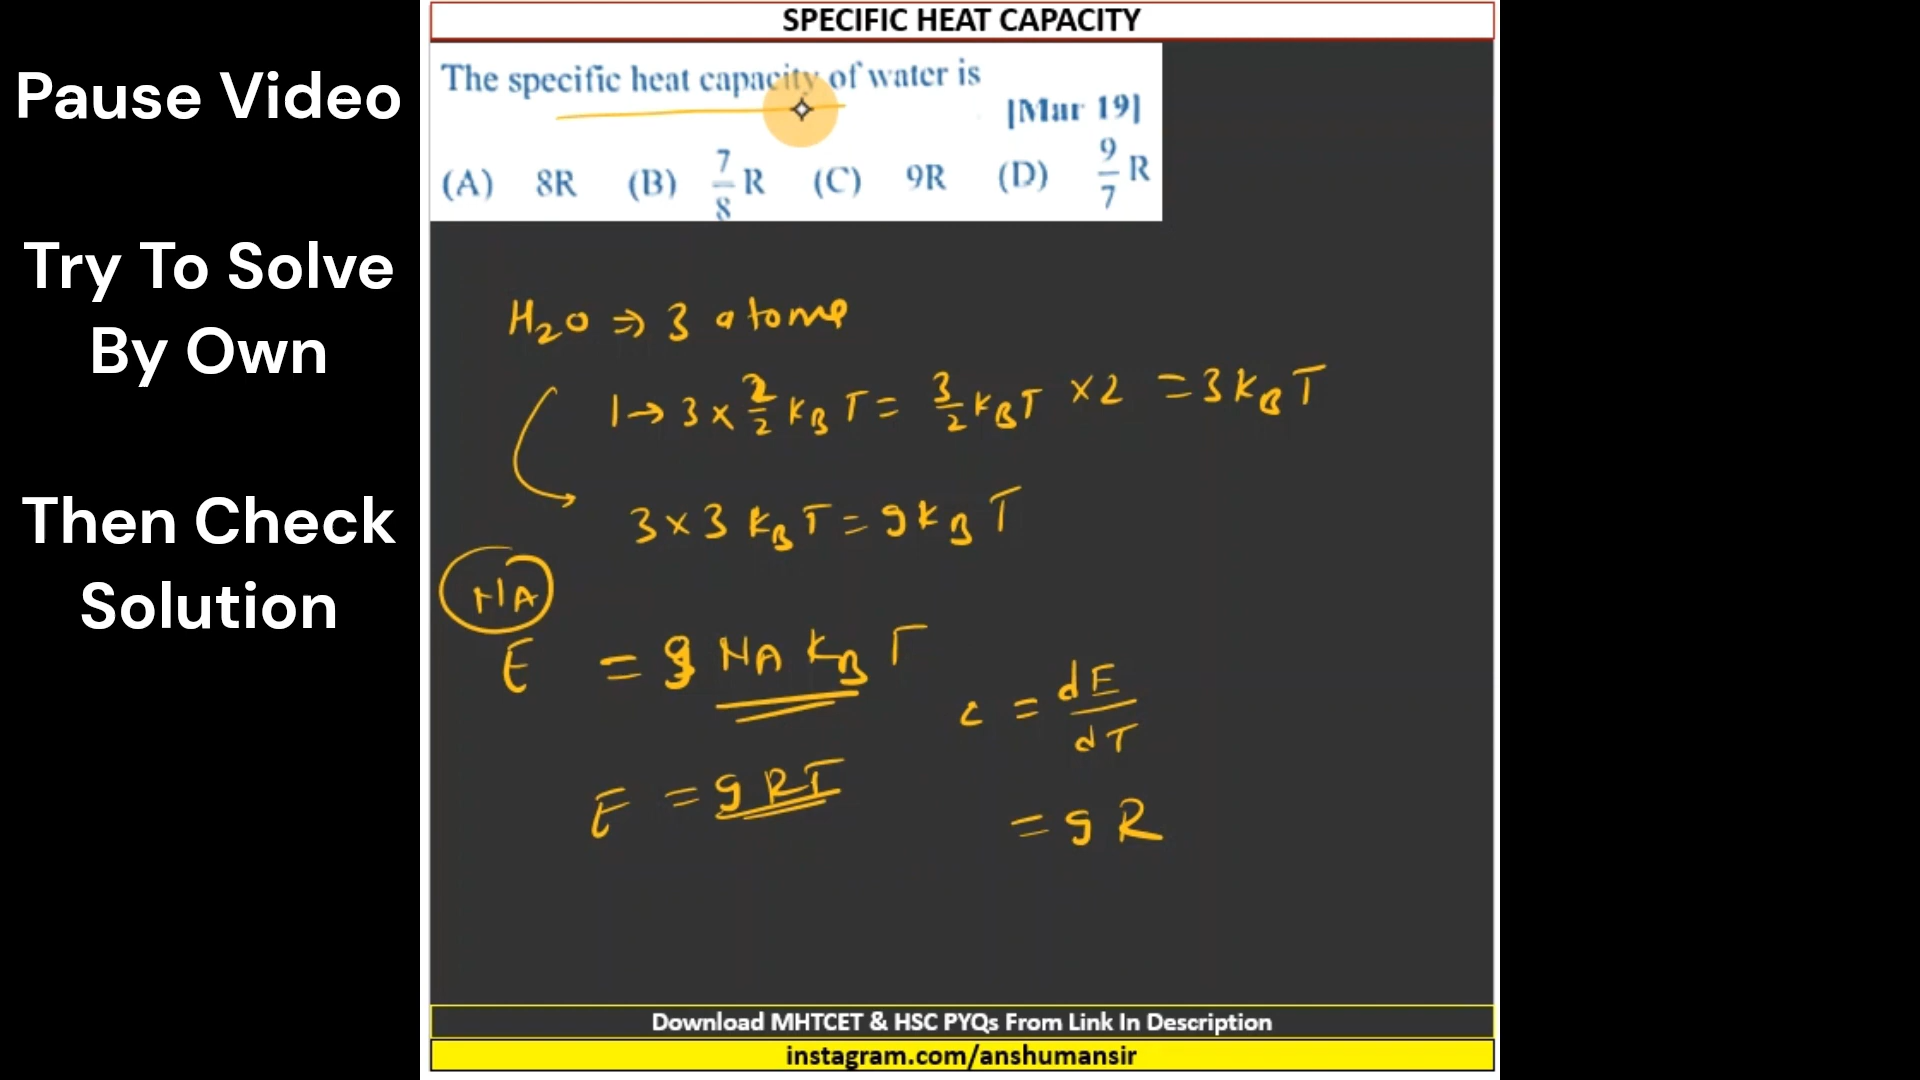 Pause Video
Try To Solve
By Own
Then Check
Solution
SPECIFIC HEAT CAPACITY
The specific heat capacity of water is
[Mar 19]
(A) 8R (B) 7/8 R (C) 9R (D) 9/7 R
H2O ⇒ 3 atoms
1 → 3 × 2/2 KB T = 3/2 KB T × 2 = 3 KB T
3 × 3 KB T = 9 KB T
NA
E = 9 NA KB T
c = dE/dT
E = 9 RT
= 9 R
Download MHTCET & HSC PYQs From Link In Description
instagram.com/anshumansir